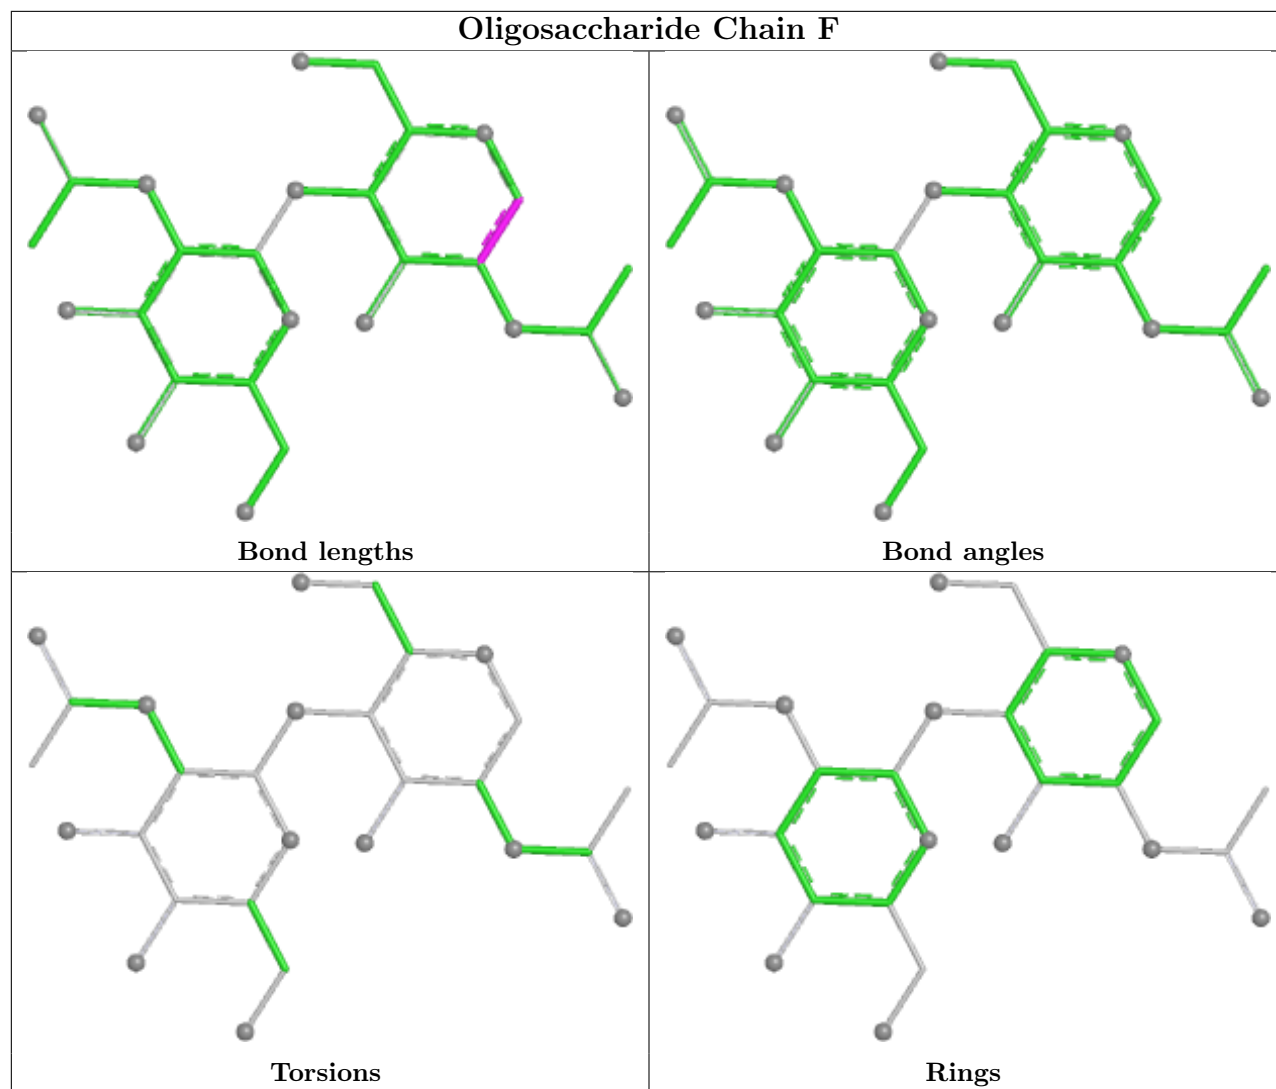 Oligosaccharide Chain F
Bond lengths
Bond angles
Torsions
Rings